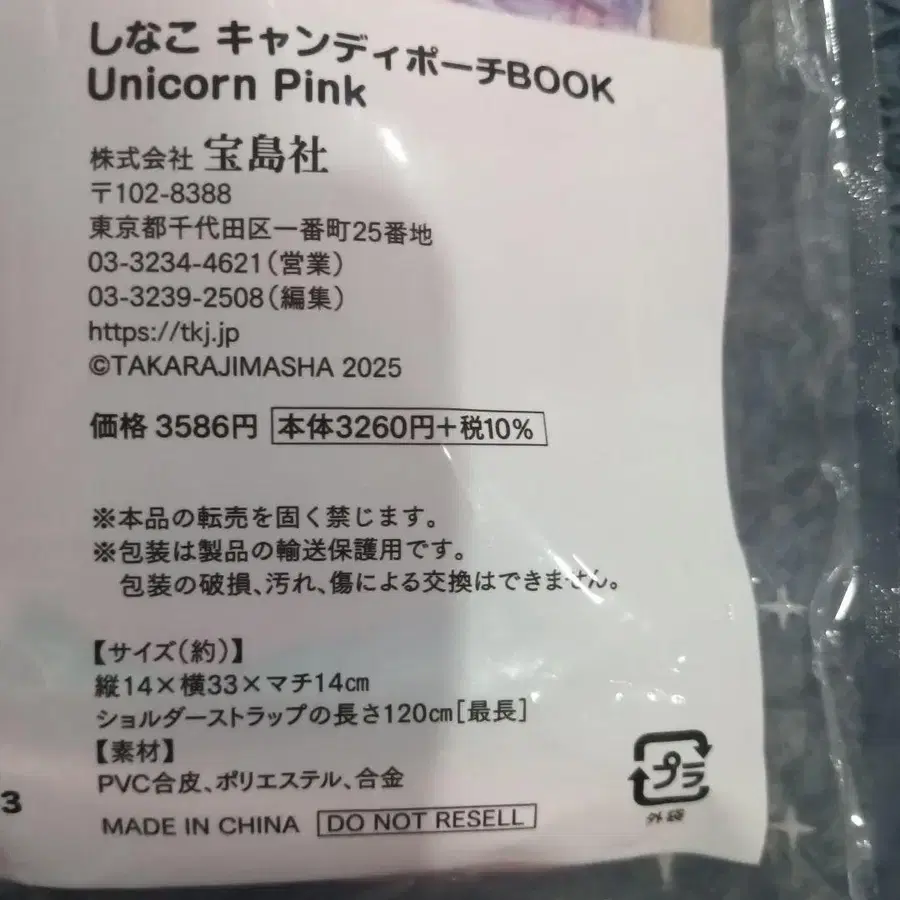 しなこ キャンディポーチBOOK
Unicorn Pink
株式会社 宝島社
〒102-8388
東京都千代田区一番町25番地
03-3234-4621(営業)
03-3239-2508(編集)
https://tkj.jp
©TAKARAJIMASHA 2025
価格 3586円 本体3260円+税10%
※本品の転売を固く禁じます。
※包装は製品の輸送保護用です。
包装の破損、汚れ、傷による交換はできません。
【サイズ(約)】
縦14×横33×マチ14cm
ショルダーストラップの長さ120cm[最長]
【素材】
PVC合皮、ポリエステル、合金
MADE IN CHINA DO NOT RESELL
プラ
外袋
3